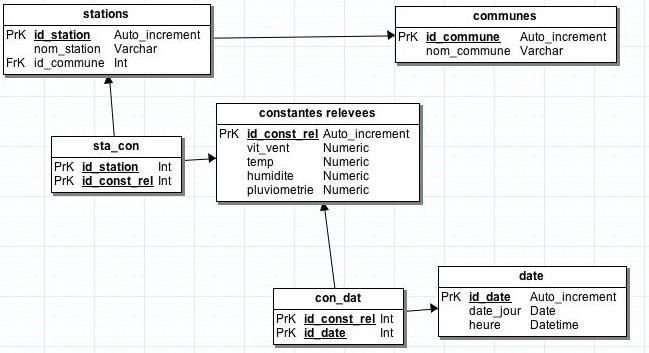 stations
PrK id_station Auto_increment
nom_station Varchar
FrK id_commune Int
communes
PrK id_commune Auto_increment
nom_commune Varchar
constantes relevees
PrK id_const_rel Auto_increment
vit_vent Numeric
temp Numeric
humidite Numeric
pluviometrie Numeric
sta_con
PrK id_station Int
PrK id_const_rel Int
con_dat
PrK id_const_rel Int
PrK id_date Int
date
PrK id_date Auto_increment
date_jour Date
heure Datetime